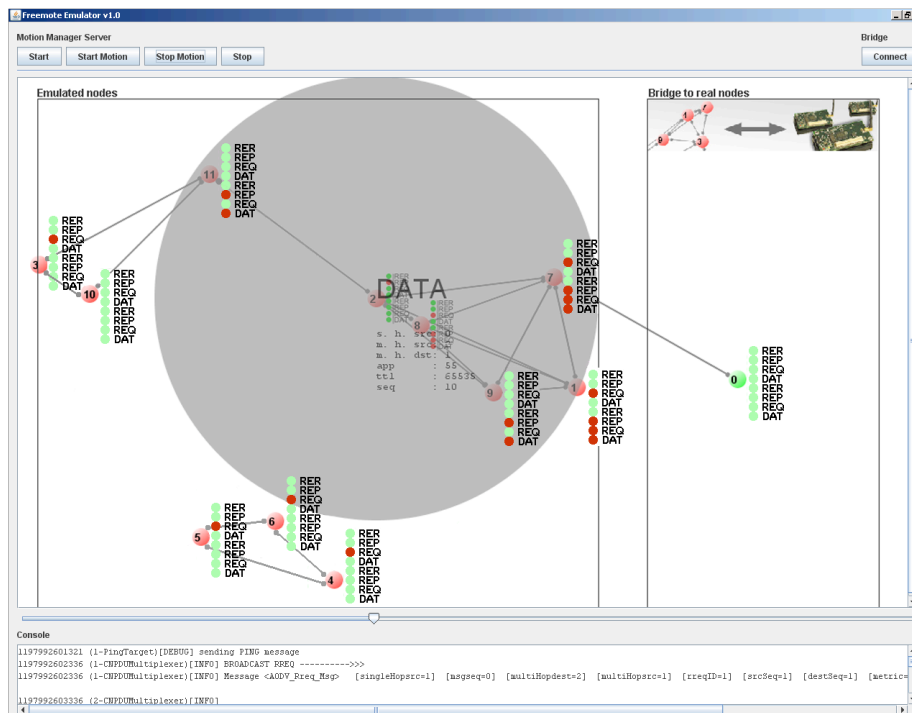 Freemote Emulator v1.0
Motion Manager Server
Bridge
Start
Start Motion
Stop Motion
Stop
Connect
Emulated nodes
Bridge to real nodes
9
3
11
RER
REP
REQ
DAT
RER
REP
REQ
DAT
3
RER
REP
REQ
DAT
RER
REP
REQ
DAT
10
RER
REP
REQ
DAT
RER
REP
REQ
DAT
7
RER
REP
REQ
DAT
RER
REP
REQ
DAT
2
DATA
8
s. h. src: 0
m. h. src:
m. h. dst: 1
app : 55
ttl : 65535
seq : 10
9
RER
REP
REQ
DAT
RER
REP
REQ
DAT
1
RER
REP
REQ
DAT
RER
REP
REQ
DAT
0
RER
REP
REQ
DAT
RER
REP
REQ
DAT
5
RER
REP
REQ
DAT
RER
REP
REQ
DAT
6
RER
REP
REQ
DAT
RER
REP
REQ
DAT
4
RER
REP
REQ
DAT
RER
REP
REQ
DAT
Console
1197992601321 (1-PingTarget)[DEBUG] sending PING message
1197992602336 (1-CNPDUMultiplexer)[INFO] BROADCAST RREQ ---------->>>
1197992602336 (1-CNPDUMultiplexer)[INFO] Message <AODV_Rreq_Msg> [singleHopsrc=1] [msgseq=0] [multiHopdest=2] [multiHopsrc=1] [rreqID=1] [srcSeq=1] [destSeq=1] [metric=
1197992603336 (2-CNPDUMultiplexer)[INFO]